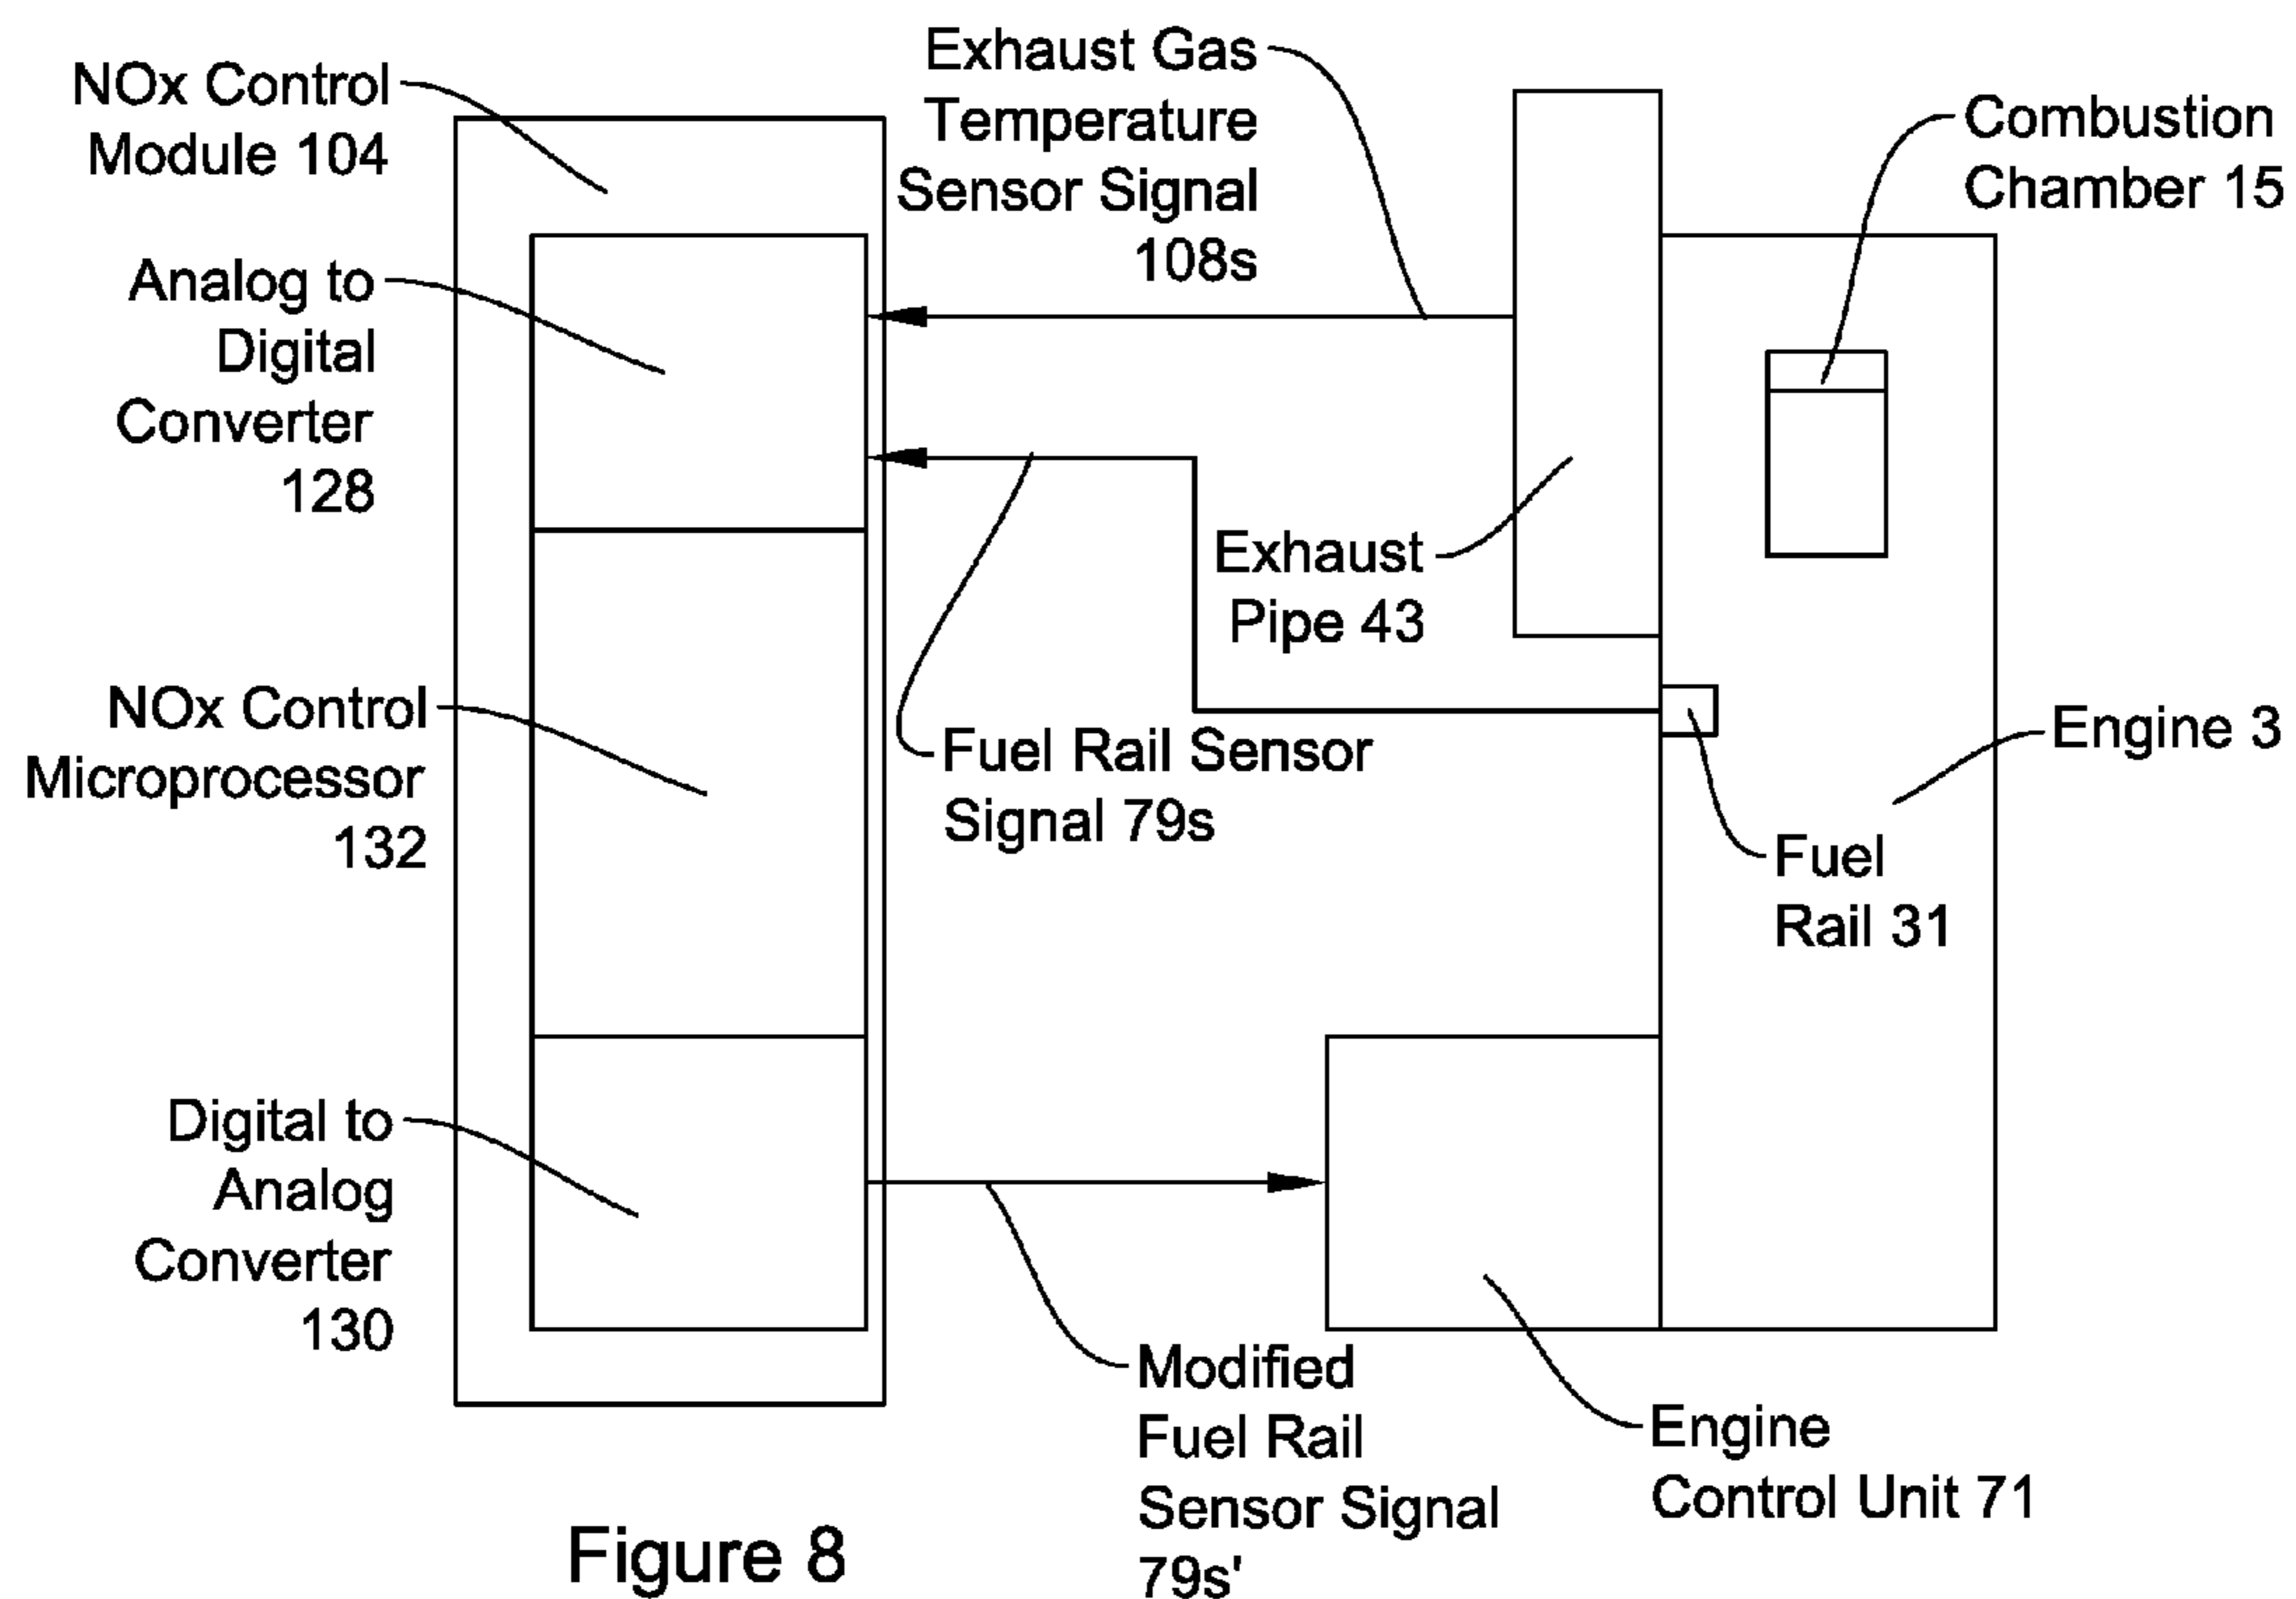 NOx Control
Module 104
Exhaust Gas
Temperature
Sensor Signal
108s
Combustion
Chamber 15
Analog to
Digital
Converter
128
Exhaust
Pipe 43
NOx Control
Microprocessor
132
Fuel Rail Sensor
Signal 79s
Engine 3
Fuel
Rail 31
Digital to
Analog
Converter
130
Modified
Fuel Rail
Sensor Signal
79s'
Engine
Control Unit 71
Figure 8